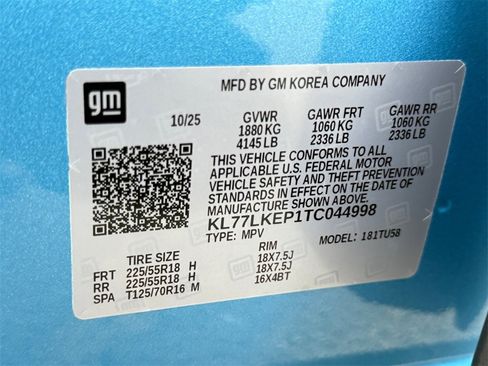 gm
MFD BY GM KOREA COMPANY
10/25 GVWR GAWR FRT GAWR RR
1880 KG 1060 KG 1060 KG
4145 LB 2336 LB 2336 LB
THIS VEHICLE CONFORMS TO ALL
APPLICABLE U.S. FEDERAL MOTOR
VEHICLE SAFETY AND THEFT PREVENTION
STANDARDS IN EFFECT ON THE DATE OF
MANUFACTURE SHOWN ABOVE.
KL77LKEP1TC044998
TYPE: MPV MODEL: 181TU58
TIRE SIZE RIM
FRT 225/55R18 H 18X7.5J
RR 225/55R18 H 18X7.5J
SPA T125/70R16 M 16X4BT